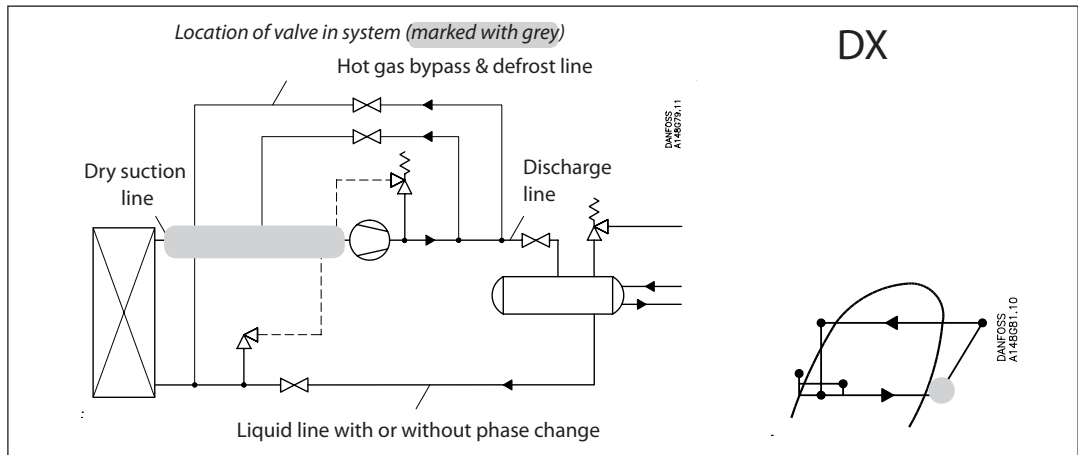 Location of valve in system (marked with grey)
DX
Hot gas bypass & defrost line
DANFOSS
A148G79.11
Dry suction
line
Discharge
line
DANFOSS
A148G81.10
Liquid line with or without phase change